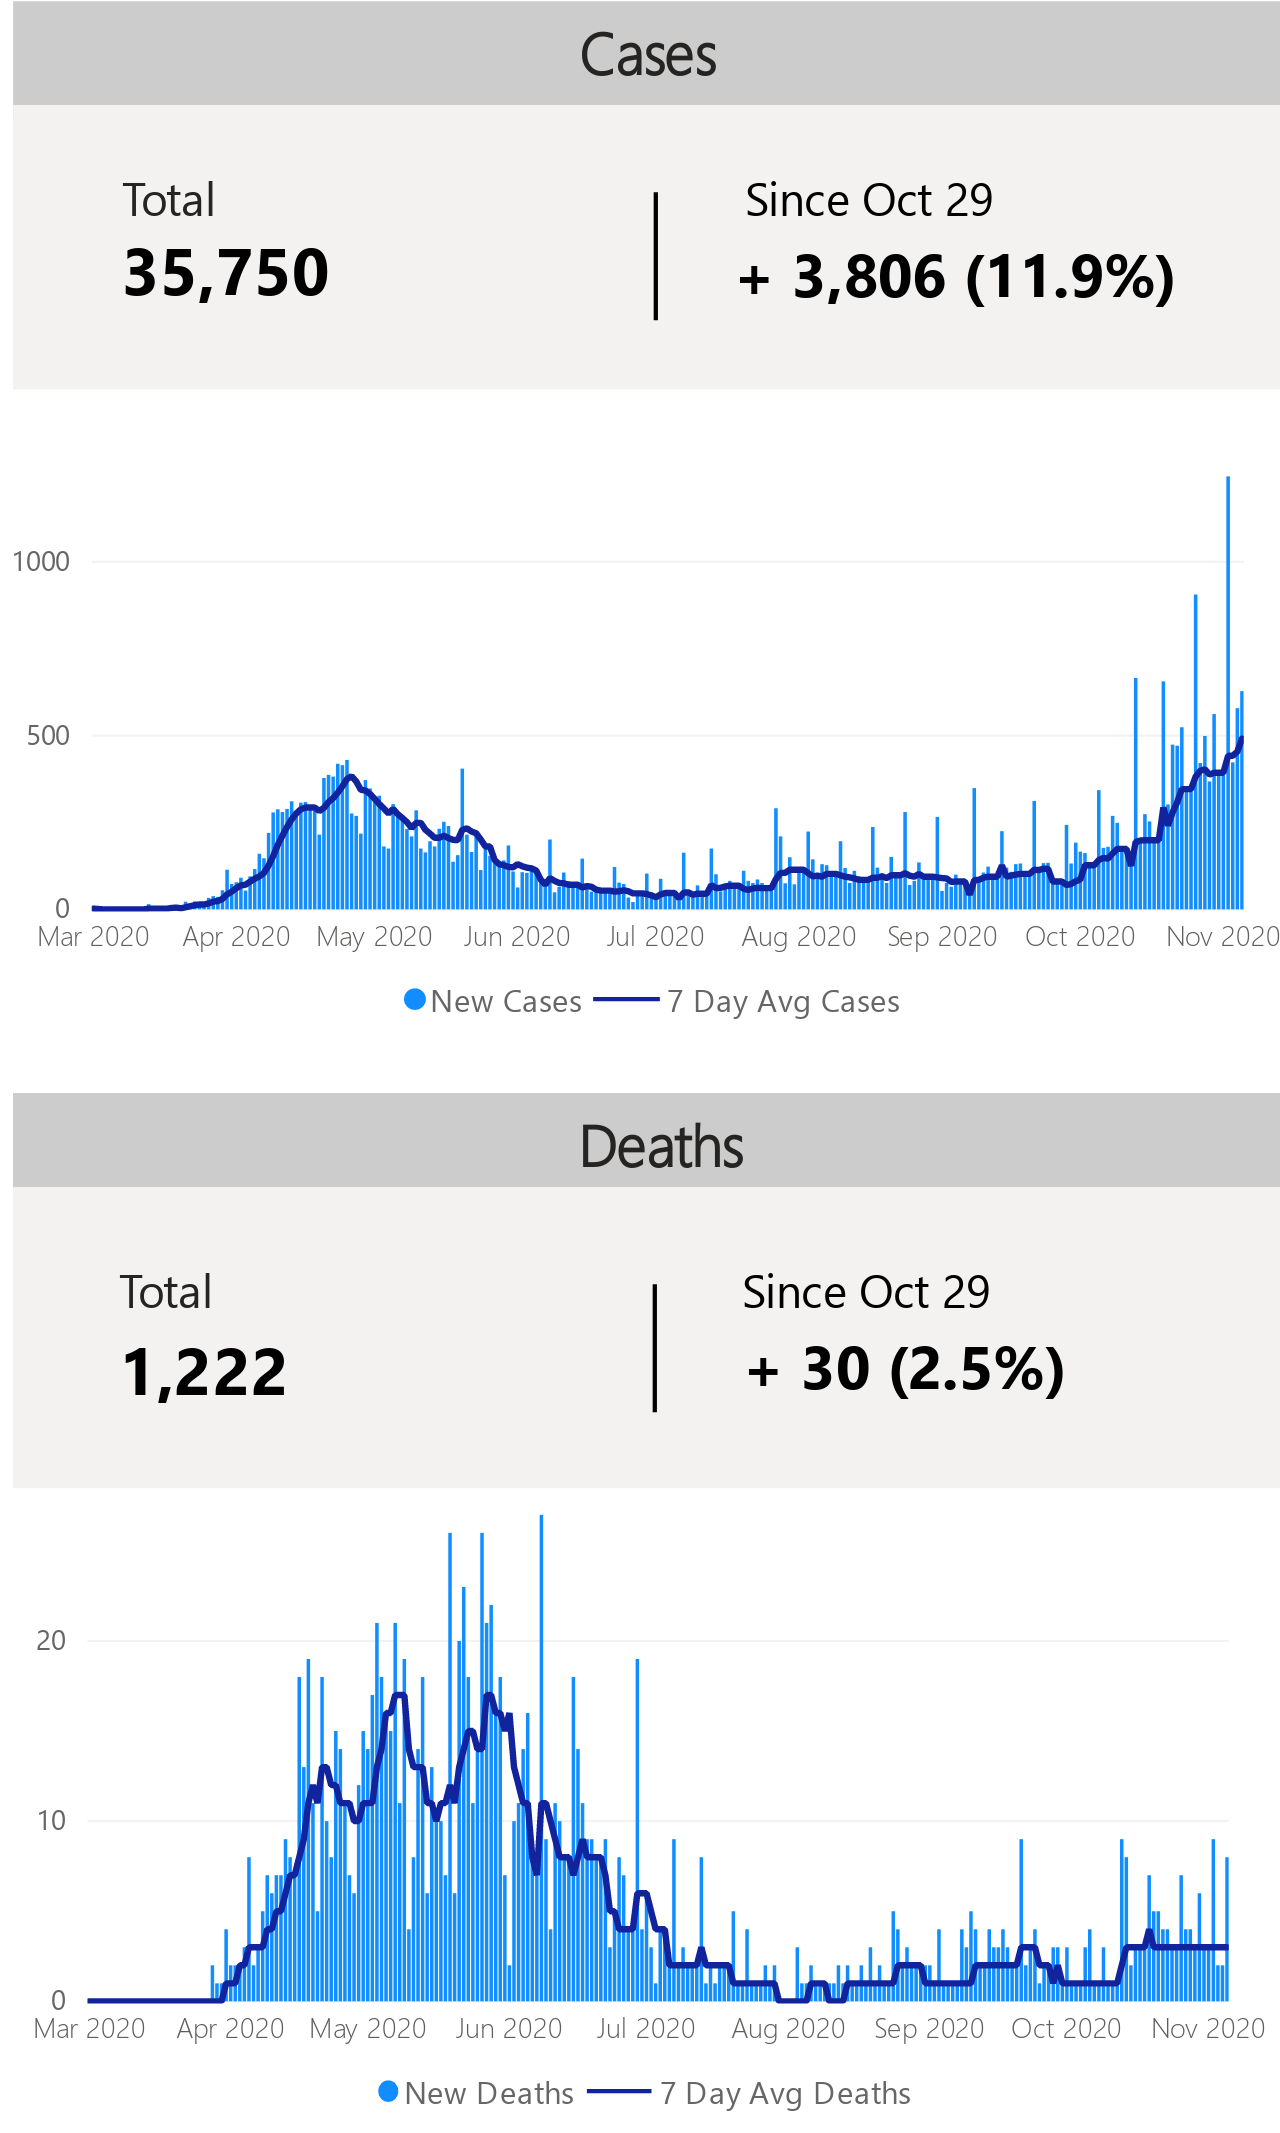 Cases
Total
Since Oct 29
35,750
+ 3,806 (11.9%)
1000
500
0
Mar 2020 Apr 2020 May 2020 Jun 2020 Jul 2020 Aug 2020 Sep 2020 Oct 2020 Nov 2020
New Cases 7 Day Avg Cases
Deaths
Total
Since Oct 29
1,222
+ 30 (2.5%)
20
10
0
Mar 2020 Apr 2020 May 2020 Jun 2020 Jul 2020 Aug 2020 Sep 2020 Oct 2020 Nov 2020
New Deaths 7 Day Avg Deaths